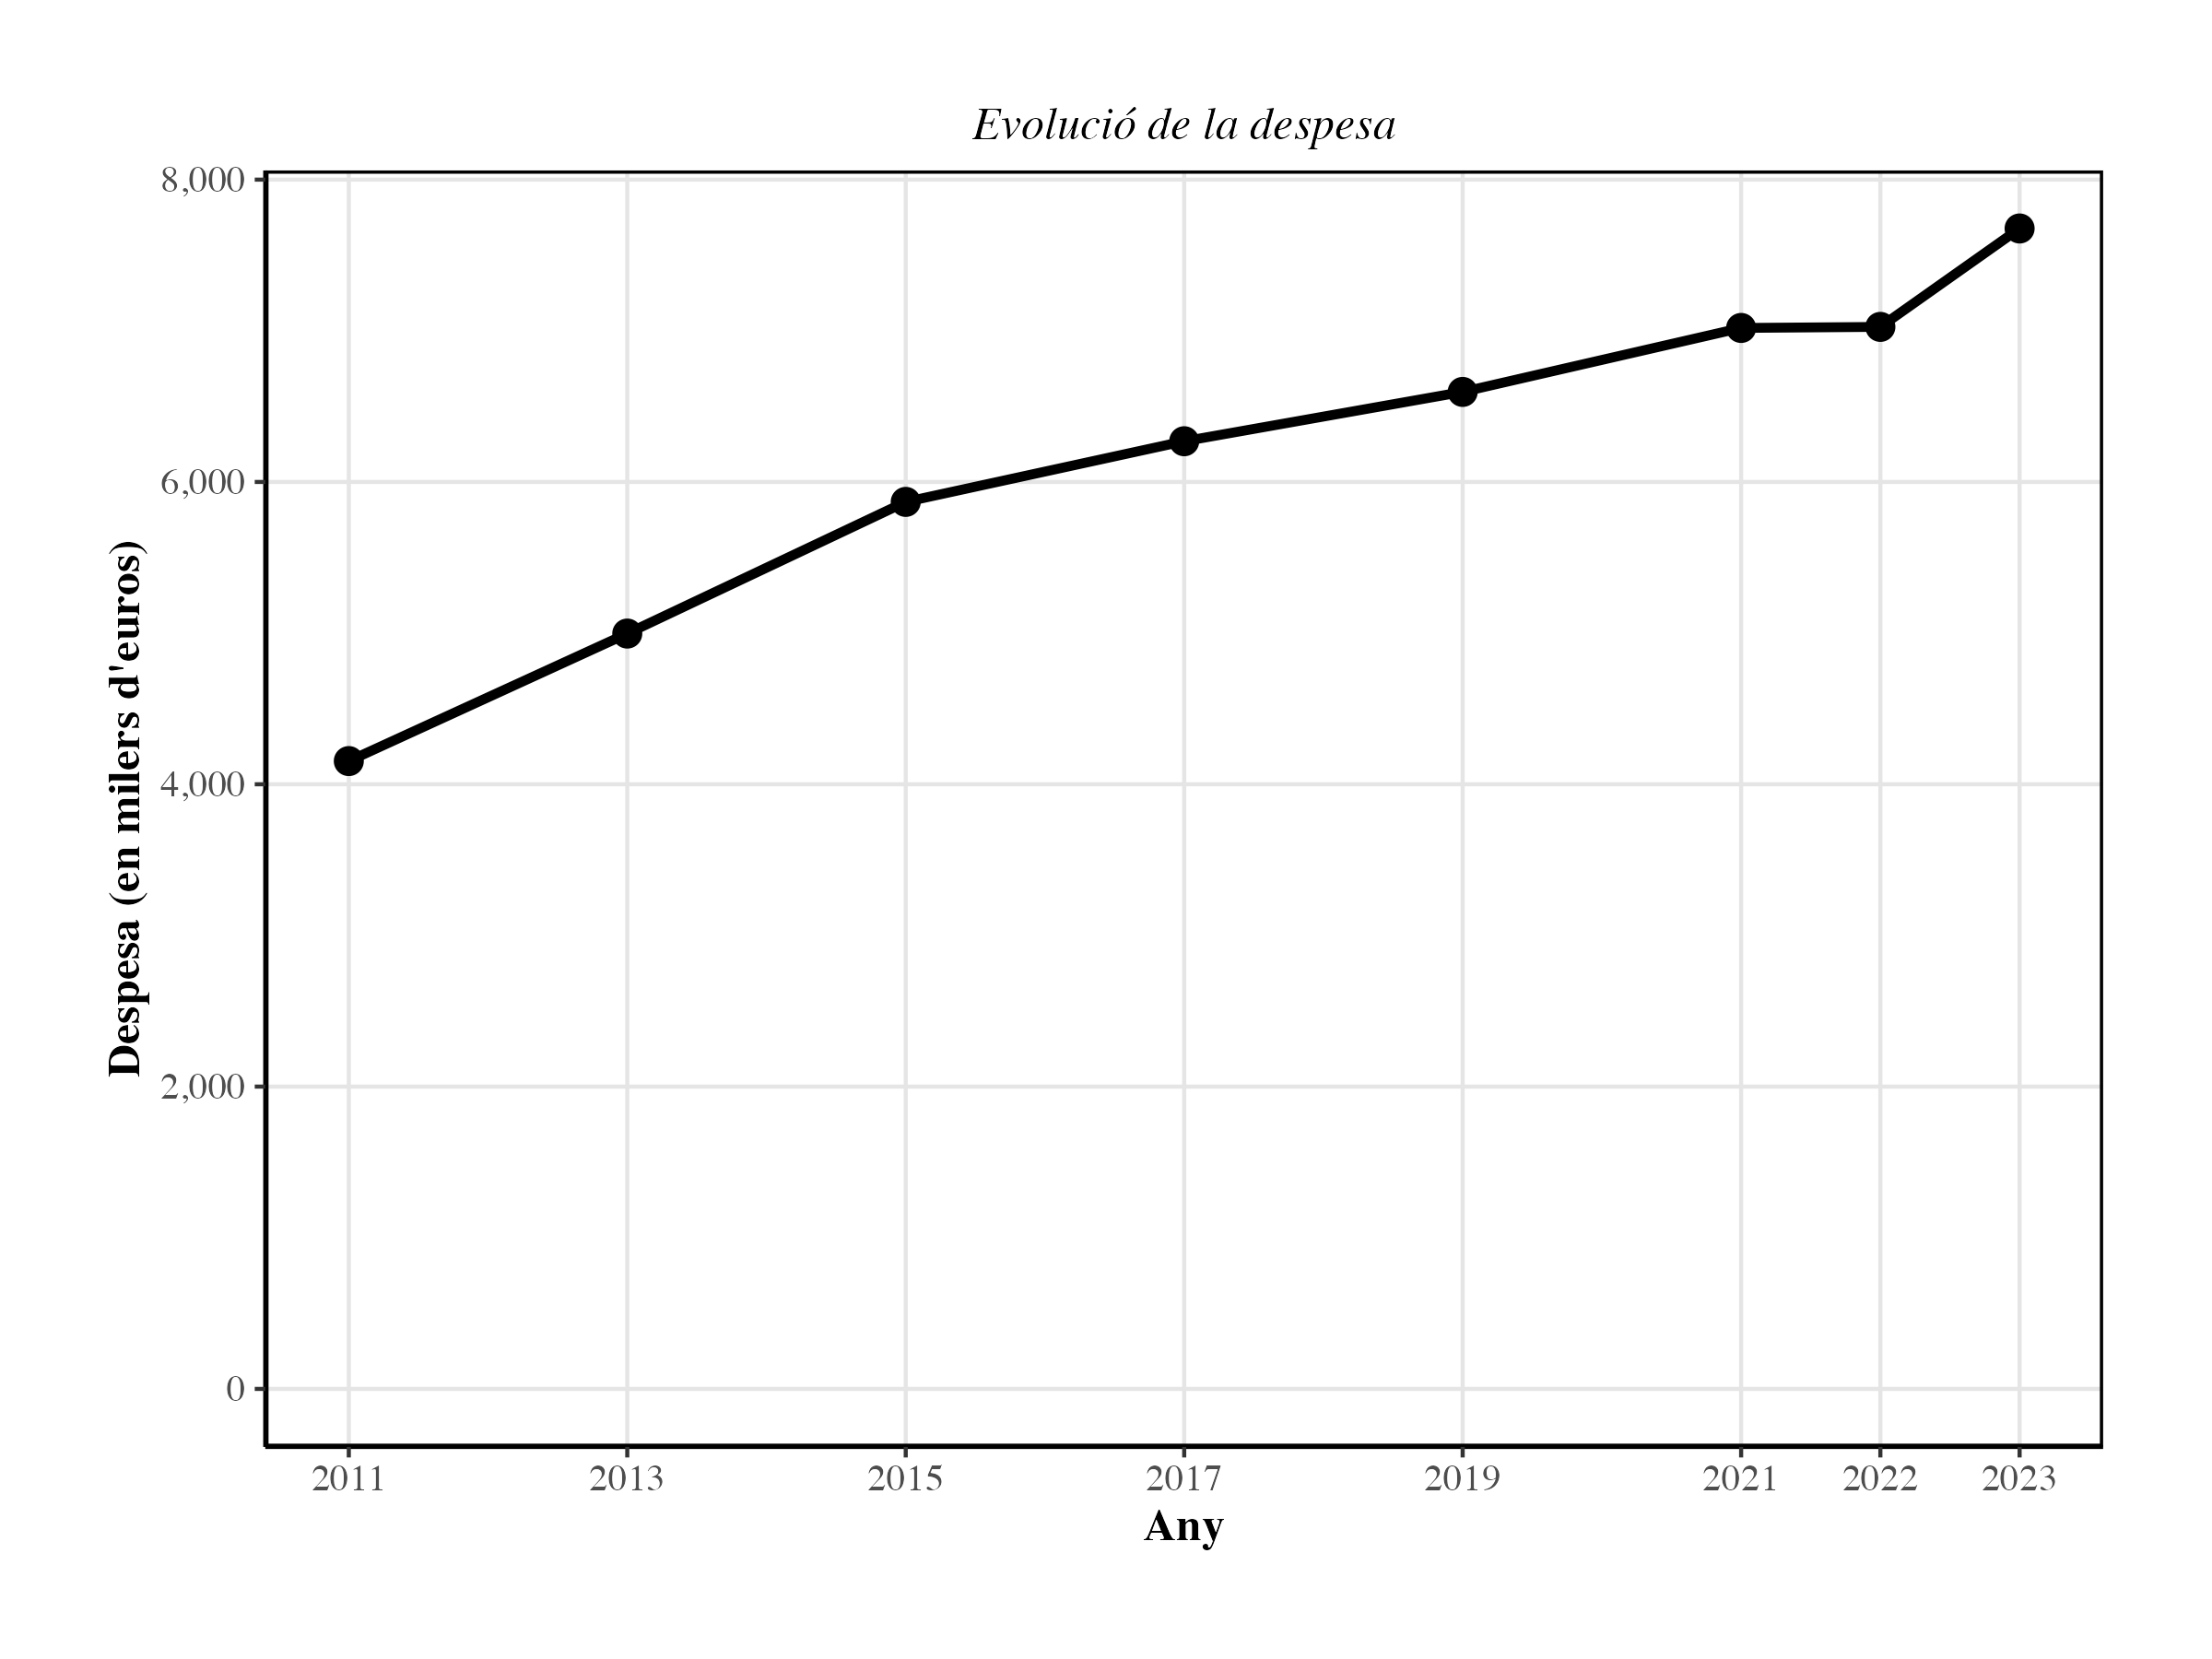 Evolució de la despesa
8,000
6,000
4,000
2,000
0
Despesa (en milers d'euros)
2011 2013 2015 2017 2019 2021 2022 2023
Any